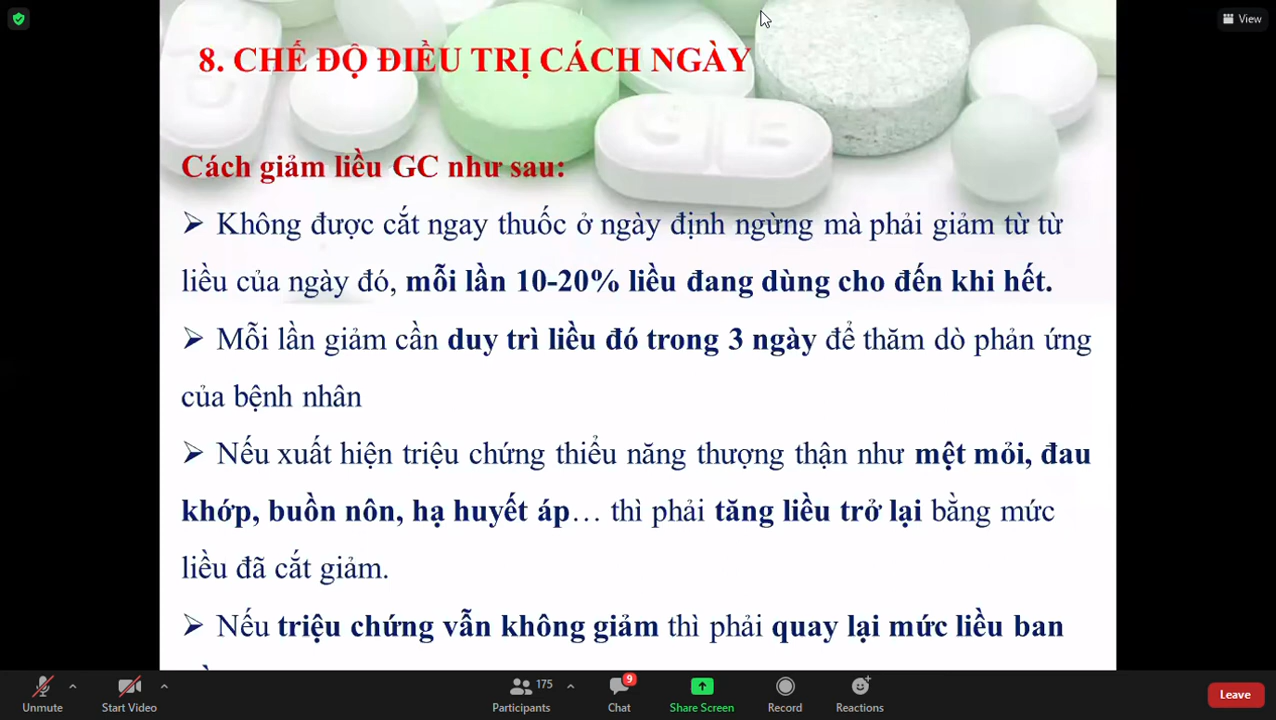 View
8. CHẾ ĐỘ ĐIỀU TRỊ CÁCH NGÀY
Cách giảm liều GC như sau:
➢ Không được cắt ngay thuốc ở ngày định ngừng mà phải giảm từ từ
liều của ngày đó, mỗi lần 10-20% liều đang dùng cho đến khi hết.
➢ Mỗi lần giảm cần duy trì liều đó trong 3 ngày để thăm dò phản ứng
của bệnh nhân
➢ Nếu xuất hiện triệu chứng thiểu năng thượng thận như mệt mỏi, đau
khớp, buồn nôn, hạ huyết áp… thì phải tăng liều trở lại bằng mức
liều đã cắt giảm.
➢ Nếu triệu chứng vẫn không giảm thì phải quay lại mức liều ban
Unmute Start Video Participants 175 Chat 9 Share Screen Record Reactions Leave